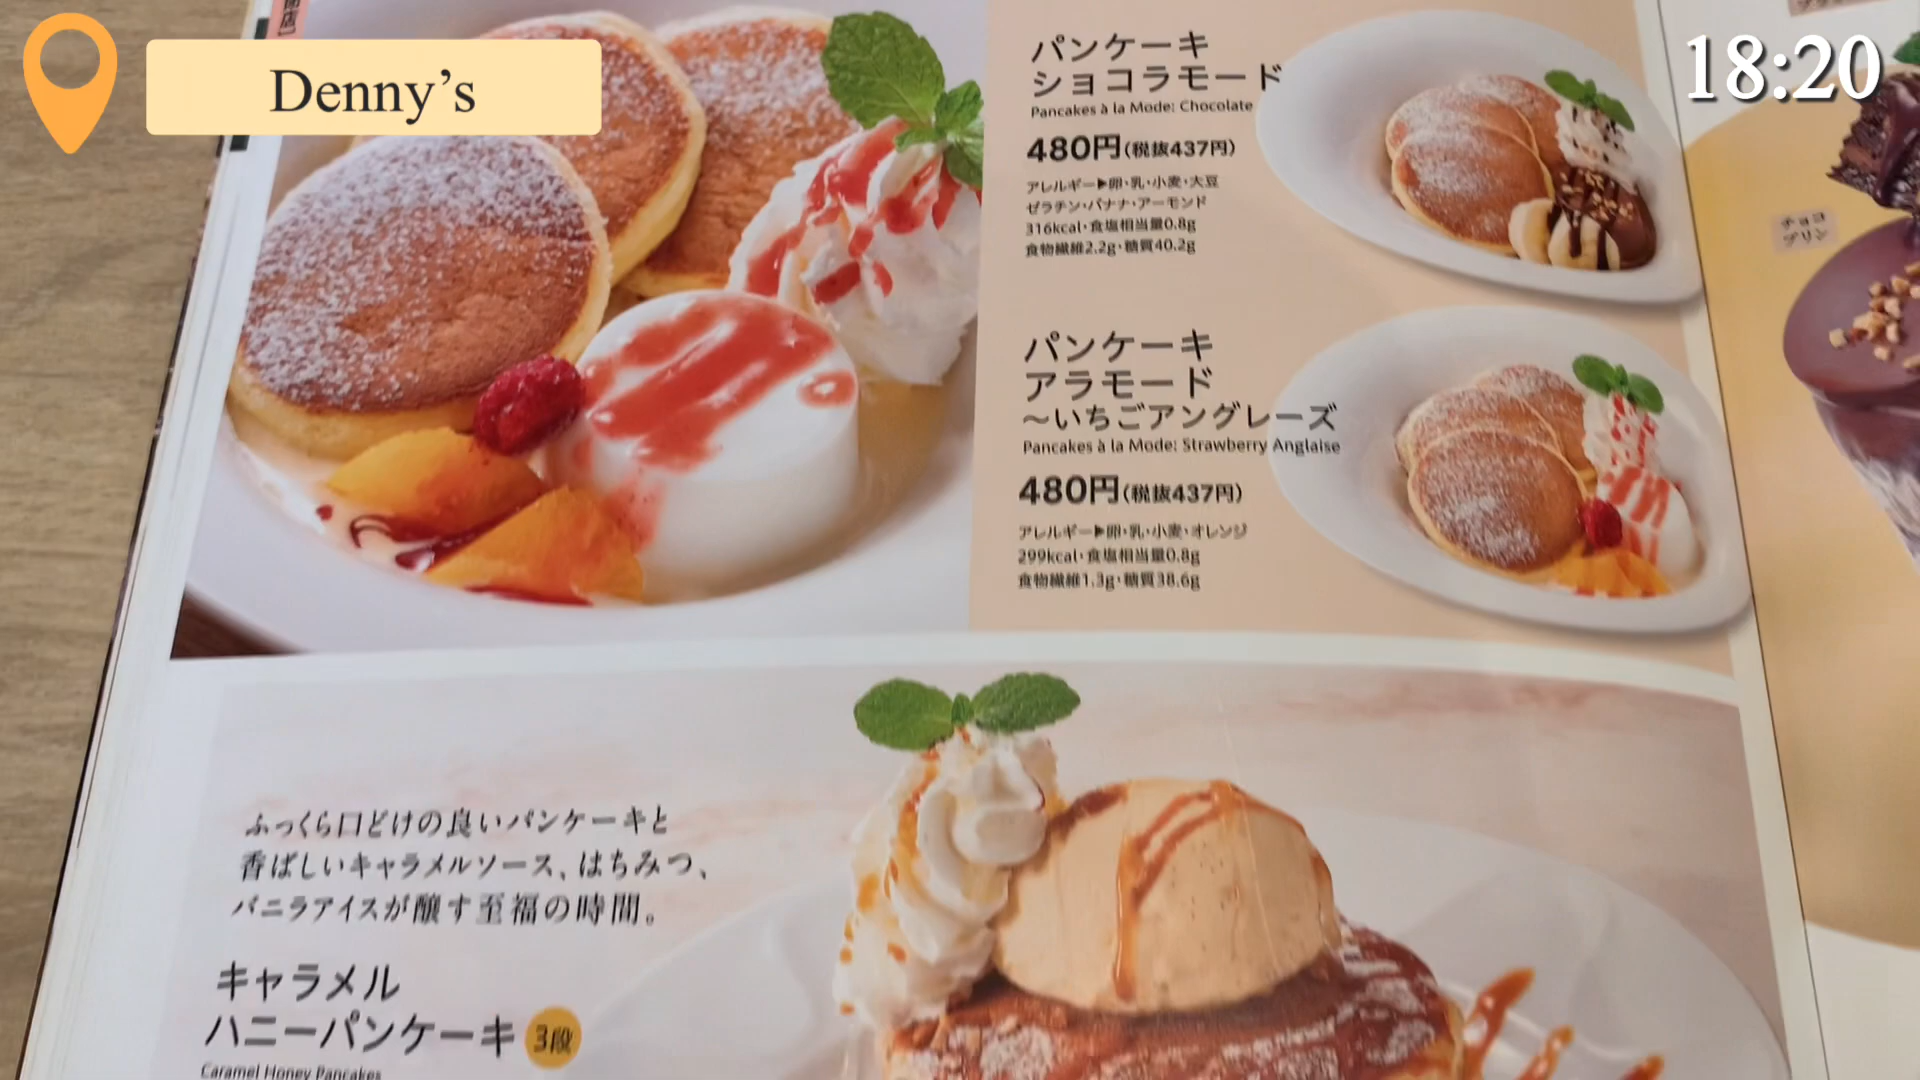 Denny's
18:20
パンケーキ
ショコラモード
Pancakes à la Mode: Chocolate
480円(税抜437円)
アレルギー▶卵・乳・小麦・大豆
ゼラチン・バナナ・アーモンド
316kcal・食塩相当量0.8g
食物繊維2.2g・糖質40.2g
パンケーキ
アラモード
～いちごアングレーズ
Pancakes à la Mode: Strawberry Anglaise
480円(税抜437円)
アレルギー▶卵・乳・小麦・オレンジ
299kcal・食塩相当量0.8g
食物繊維1.3g・糖質38.6g
チョコ
プリン
ふっくら口どけの良いパンケーキと
香ばしいキャラメルソース、はちみつ、
バニラアイスが醸す至福の時間。
キャラメル
ハニーパンケーキ 3段
Caramel Honey Pancakes